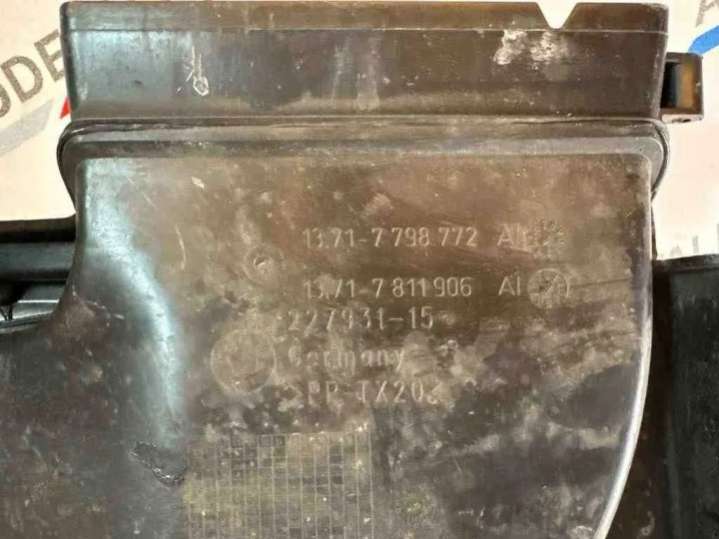 13.71-7 798 772 AI
13.71-7 811 906 AI
227931-15
Germany
PP-TX20